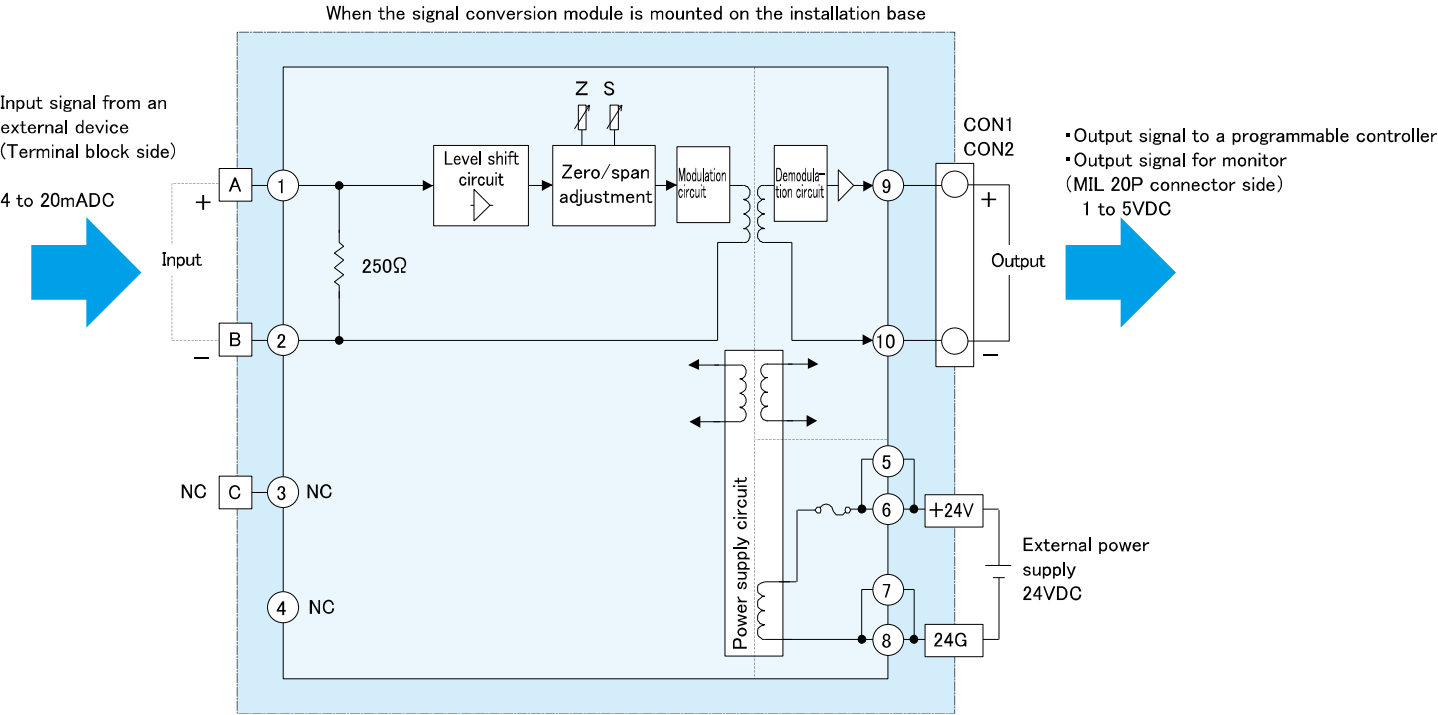 When the signal conversion module is mounted on the installation base
Input signal from an
external device
(Terminal block side)
4 to 20mADC
+
Input
−
A
B
NC
C
1
2
3
NC
4
NC
250Ω
Level shift
circuit
Z
S
Zero/span
adjustment
Modulation
circuit
Demodula-
tion circuit
9
10
Power supply circuit
5
6
7
8
+24V
24G
External power
supply
24VDC
CON1
CON2
+
Output
−
▪Output signal to a programmable controller
▪Output signal for monitor
(MIL 20P connector side)
1 to 5VDC